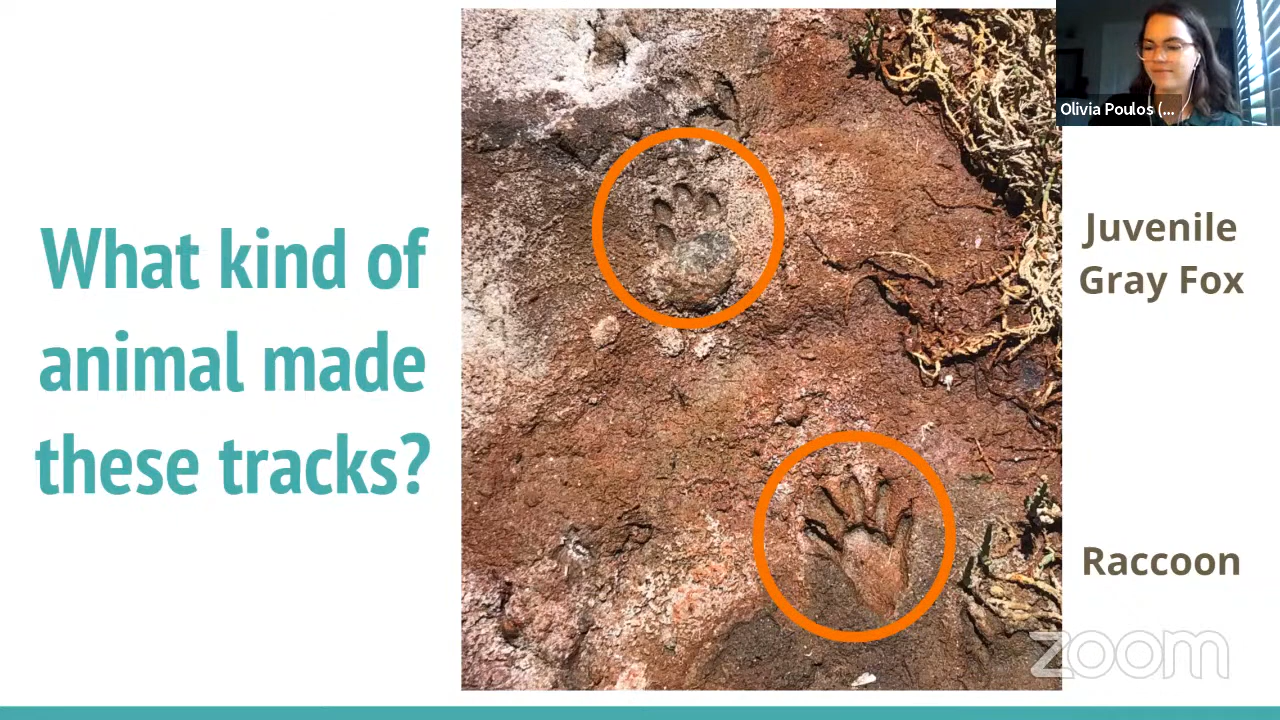 What kind of
animal made
these tracks?
Olivia Poulos (...
Juvenile
Gray Fox
Raccoon
zoom